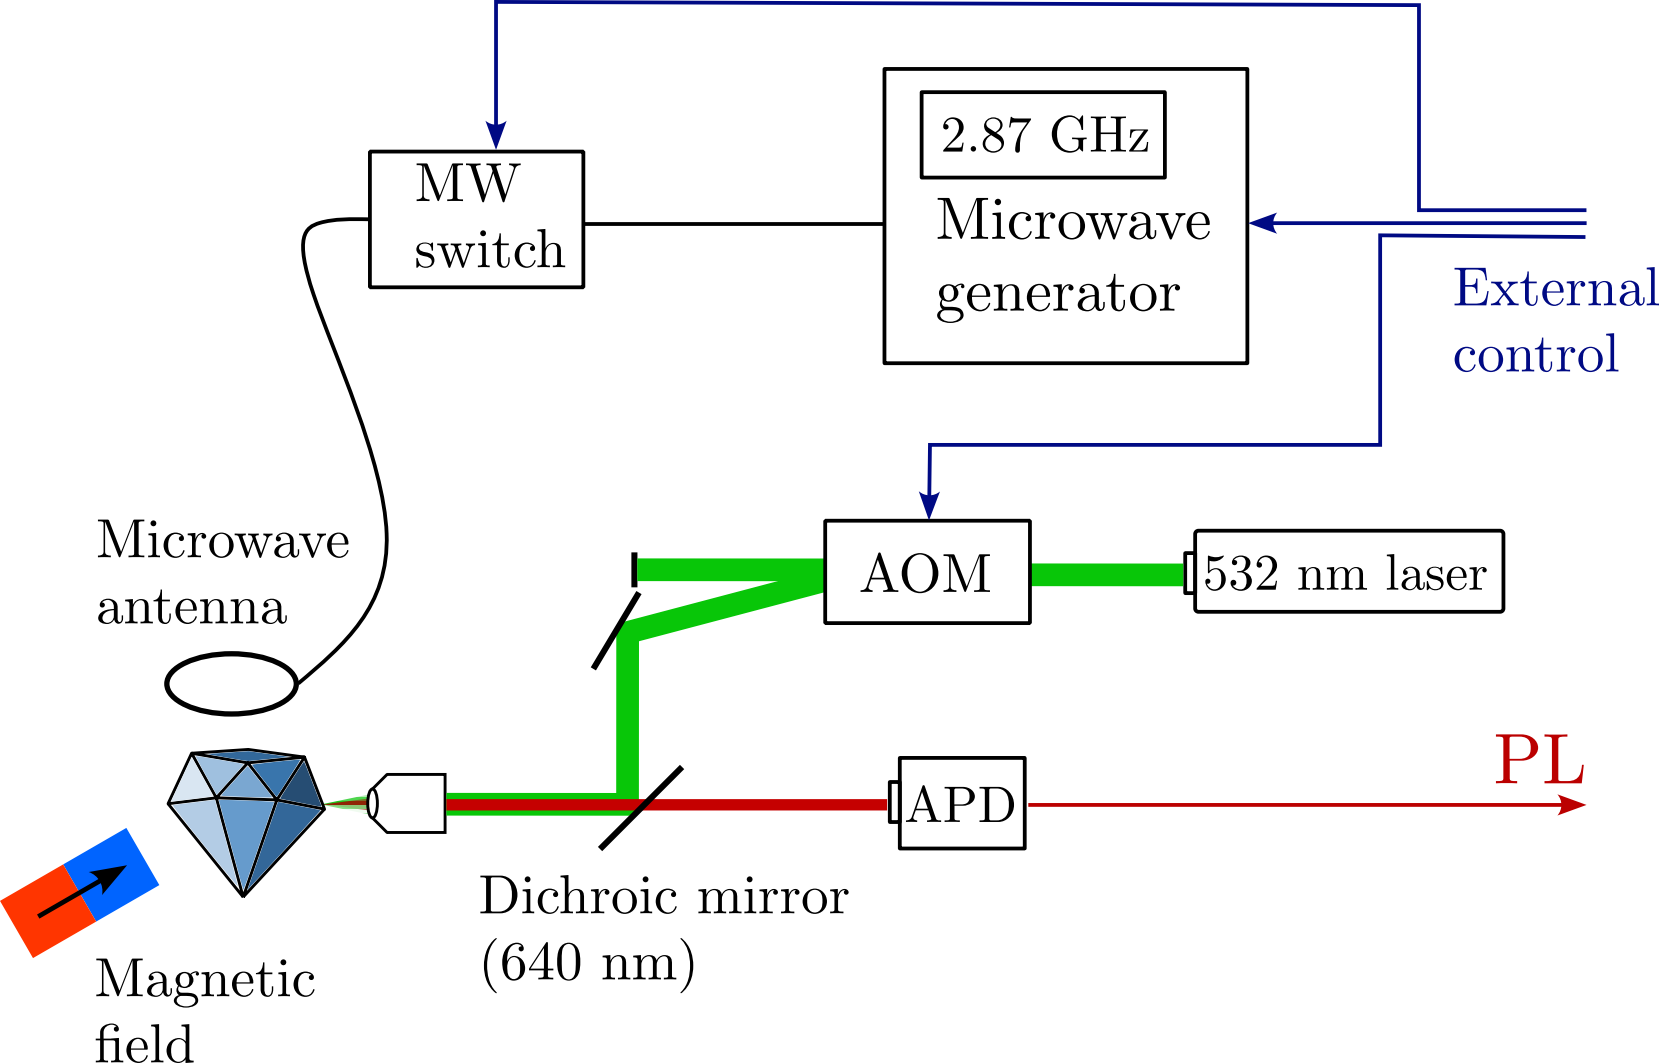 2.87 GHz
MW
switch
Microwave
generator
External
control
Microwave
antenna
AOM
532 nm laser
PL
APD
Dichroic mirror
(640 nm)
Magnetic
field